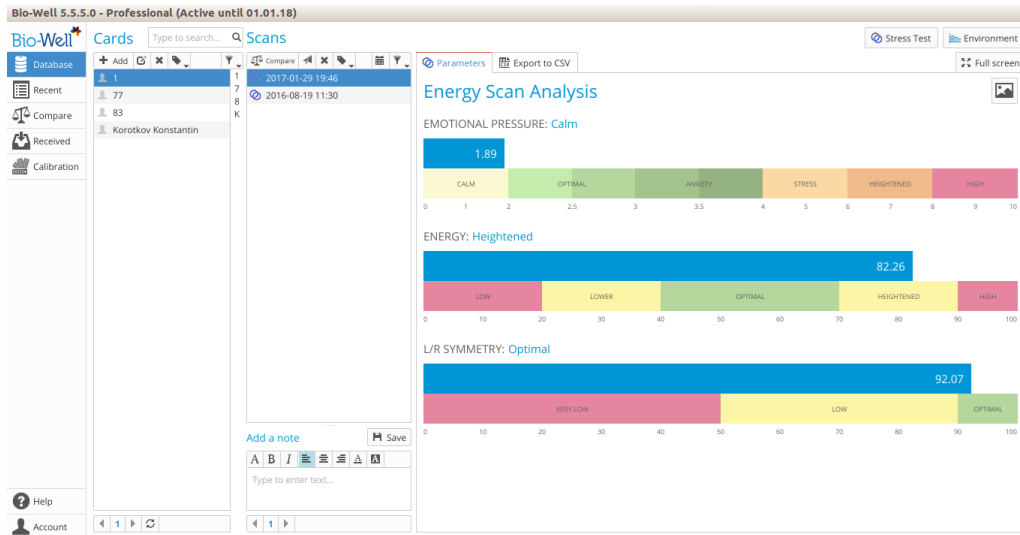 Bio-Well 5.5.5.0 - Professional (Active until 01.01.18)
Bio-Well
Database
Recent
Compare
Received
Calibration
Help
Account
Cards
Type to search...
Add
1
77
83
Korotkov Konstantin
1
7
8
K
1
Scans
Compare
2017-01-29 19:46
2016-08-19 11:30
Add a note
Save
A B I A A
Type to enter text...
1
Stress Test
Environment
Parameters
Export to CSV
Full screen
Energy Scan Analysis
EMOTIONAL PRESSURE: Calm
1.89
CALM OPTIMAL ANXIETY STRESS HEIGHTENED HIGH
0 1 2 2.5 3 3.5 4 5 6 7 8 9 10
ENERGY: Heightened
82.26
LOW LOWER OPTIMAL HEIGHTENED HIGH
0 10 20 30 40 50 60 70 80 90 100
L/R SYMMETRY: Optimal
92.07
VERY LOW LOW OPTIMAL
0 10 20 30 40 50 60 70 80 90 100